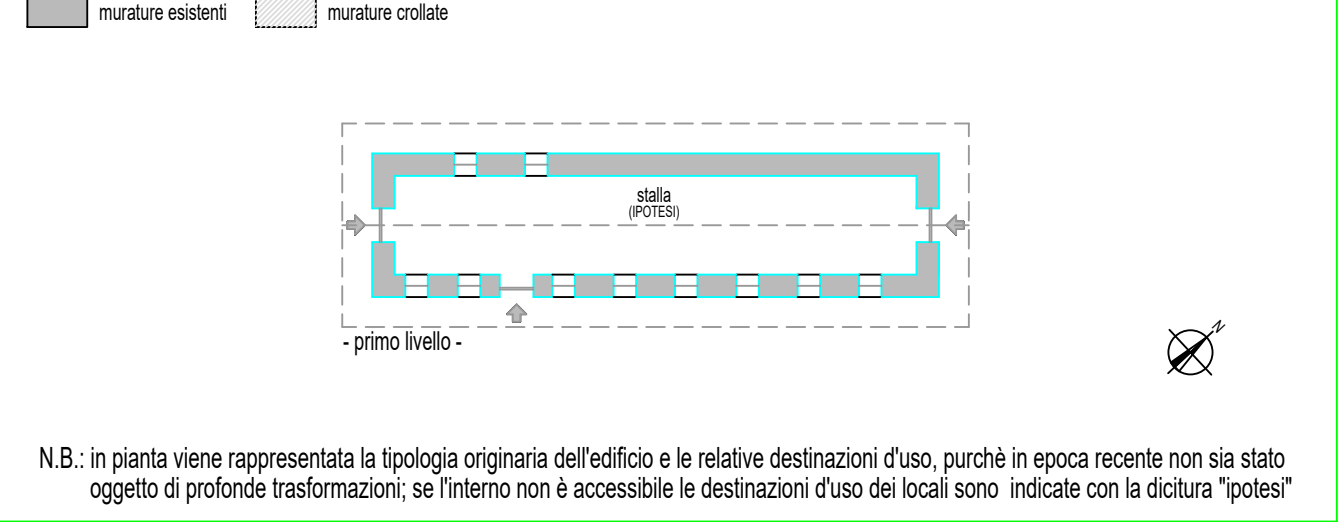 murature esistenti murature crollate
stalla
(IPOTESI)
- primo livello -
N
N.B.: in pianta viene rappresentata la tipologia originaria dell'edificio e le relative destinazioni d'uso, purchè in epoca recente non sia stato
oggetto di profonde trasformazioni; se l'interno non è accessibile le destinazioni d'uso dei locali sono indicate con la dicitura "ipotesi"